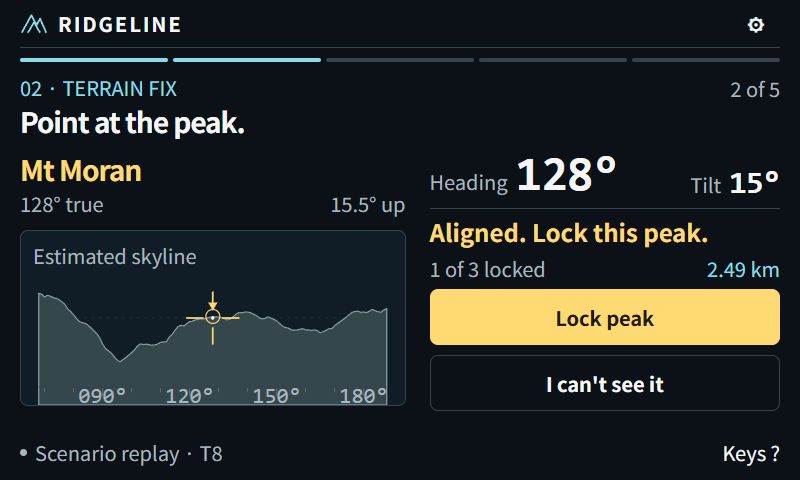 RIDGELINE
02 · TERRAIN FIX
2 of 5
Point at the peak.
Mt Moran
128° true
15.5° up
Estimated skyline
090°
120°
150°
180°
Heading 128°
Tilt 15°
Aligned. Lock this peak.
1 of 3 locked
2.49 km
Lock peak
I can't see it
Scenario replay · T8
Keys ?